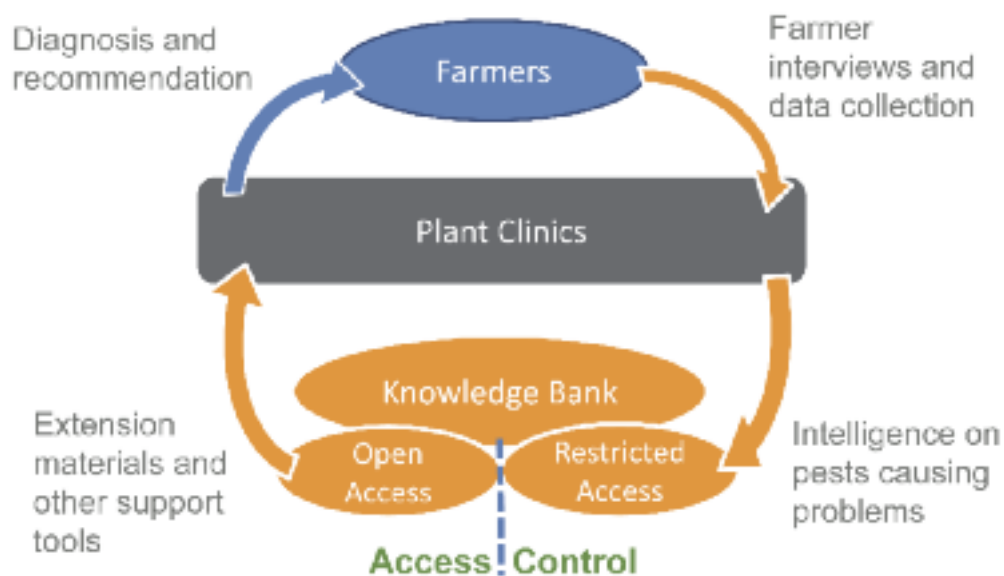 Diagnosis and
recommendation
Farmers
Farmer
interviews and
data collection
Plant Clinics
Knowledge Bank
Open
Access
Restricted
Access
Extension
materials and
other support
tools
Intelligence on
pests causing
problems
Access Control